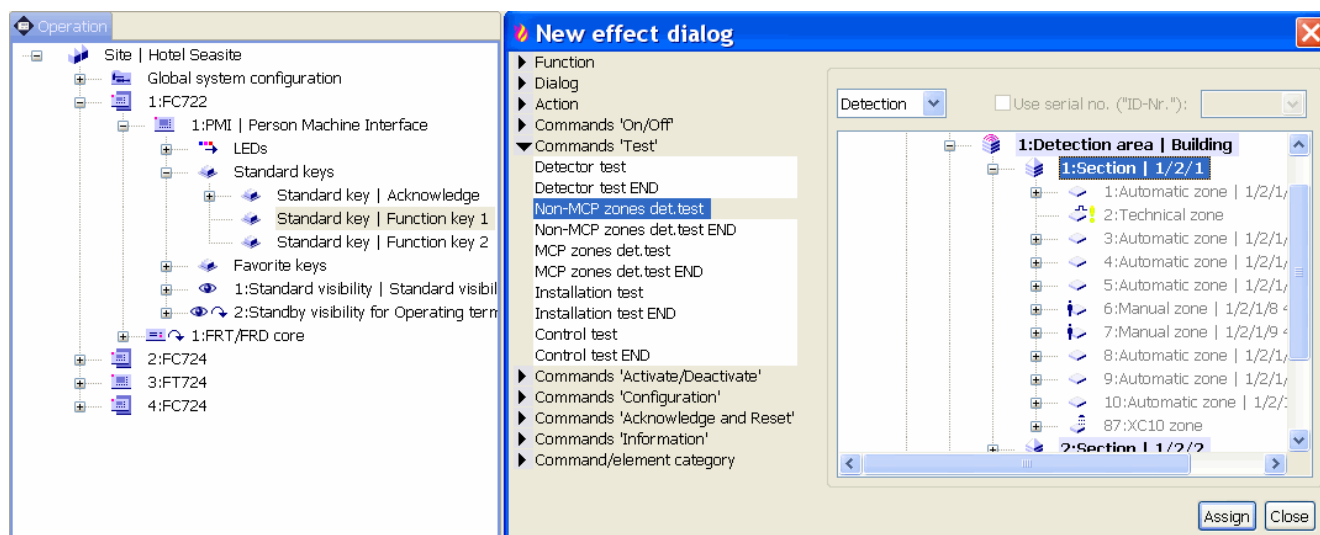 Operation
Site | Hotel Seasite
Global system configuration
1:FC722
1:PMI | Person Machine Interface
LEDs
Standard keys
Standard key | Acknowledge
Standard key | Function key 1
Standard key | Function key 2
Favorite keys
1:Standard visibility | Standard visibil
2:Standby visibility for Operating term
1:FRT/FRD core
2:FC724
3:FT724
4:FC724
New effect dialog
Function
Dialog
Action
Commands 'On/Off'
Commands 'Test'
Detector test
Detector test END
Non-MCP zones det.test
Non-MCP zones det.test END
MCP zones det.test
MCP zones det.test END
Installation test
Installation test END
Control test
Control test END
Commands 'Activate/Deactivate'
Commands 'Configuration'
Commands 'Acknowledge and Reset'
Commands 'Information'
Command/element category
Detection
Use serial no. ("ID-Nr."):
1:Detection area | Building
1:Section | 1/2/1
1:Automatic zone | 1/2/1/
2:Technical zone
3:Automatic zone | 1/2/1/
4:Automatic zone | 1/2/1/
5:Automatic zone | 1/2/1/
6:Manual zone | 1/2/1/8
7:Manual zone | 1/2/1/9
8:Automatic zone | 1/2/1/
9:Automatic zone | 1/2/1/
10:Automatic zone | 1/2/
87:XC10 zone
2:Section | 1/2/2
Assign
Close